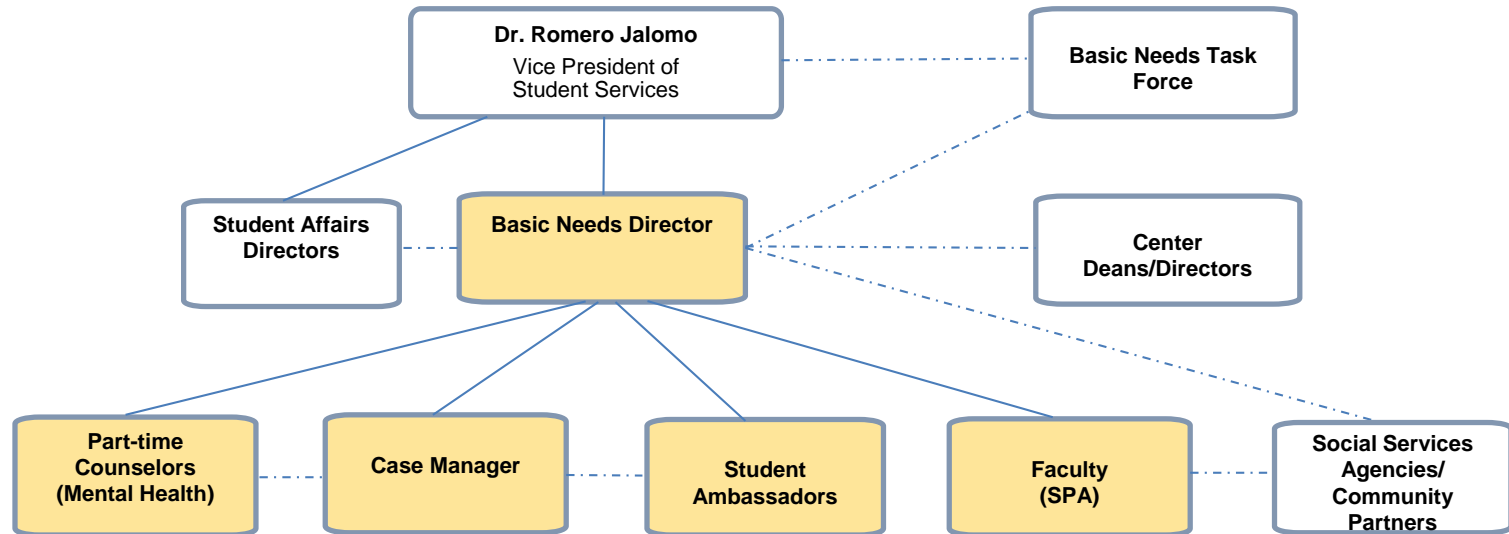 Dr. Romero Jalomo
Vice President of
Student Services
Basic Needs Task
Force
Student Affairs
Directors
Basic Needs Director
Center
Deans/Directors
Part-time
Counselors
(Mental Health)
Case Manager
Student
Ambassadors
Faculty
(SPA)
Social Services
Agencies/
Community
Partners